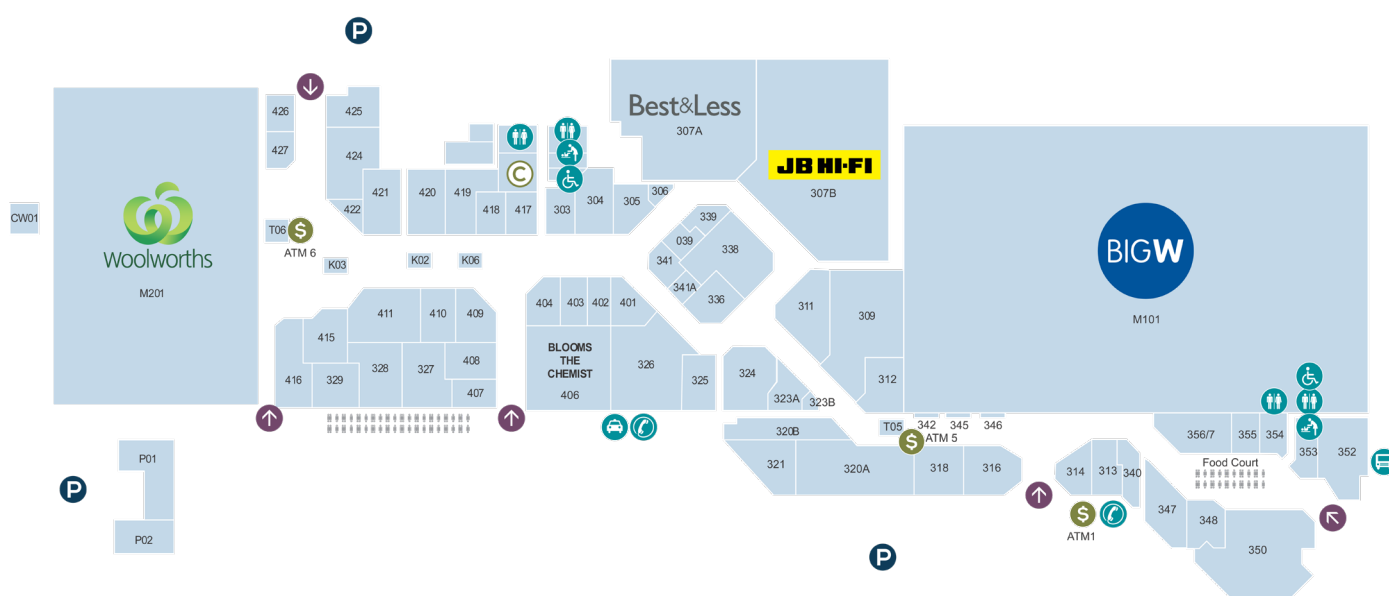 P
Best&Less
307A
JB HI-FI
307B
426
427
425
424
422
421
420
419
418
417
C
303
304
305
306
CW01
Woolworths
M201
T06
$
ATM 6
K03
K02
K06
339
039
338
341
341A
336
BIGW
M101
411
410
409
415
416
329
328
327
408
407
404
403
402
401
BLOOMS
THE
CHEMIST
406
326
325
311
309
312
324
323A
323B
320B
321
320A
318
316
T05
342
345
346
$
ATM 5
356/7
355
354
353
352
Food Court
314
313
340
347
348
350
$
ATM1
P01
P02
P
P